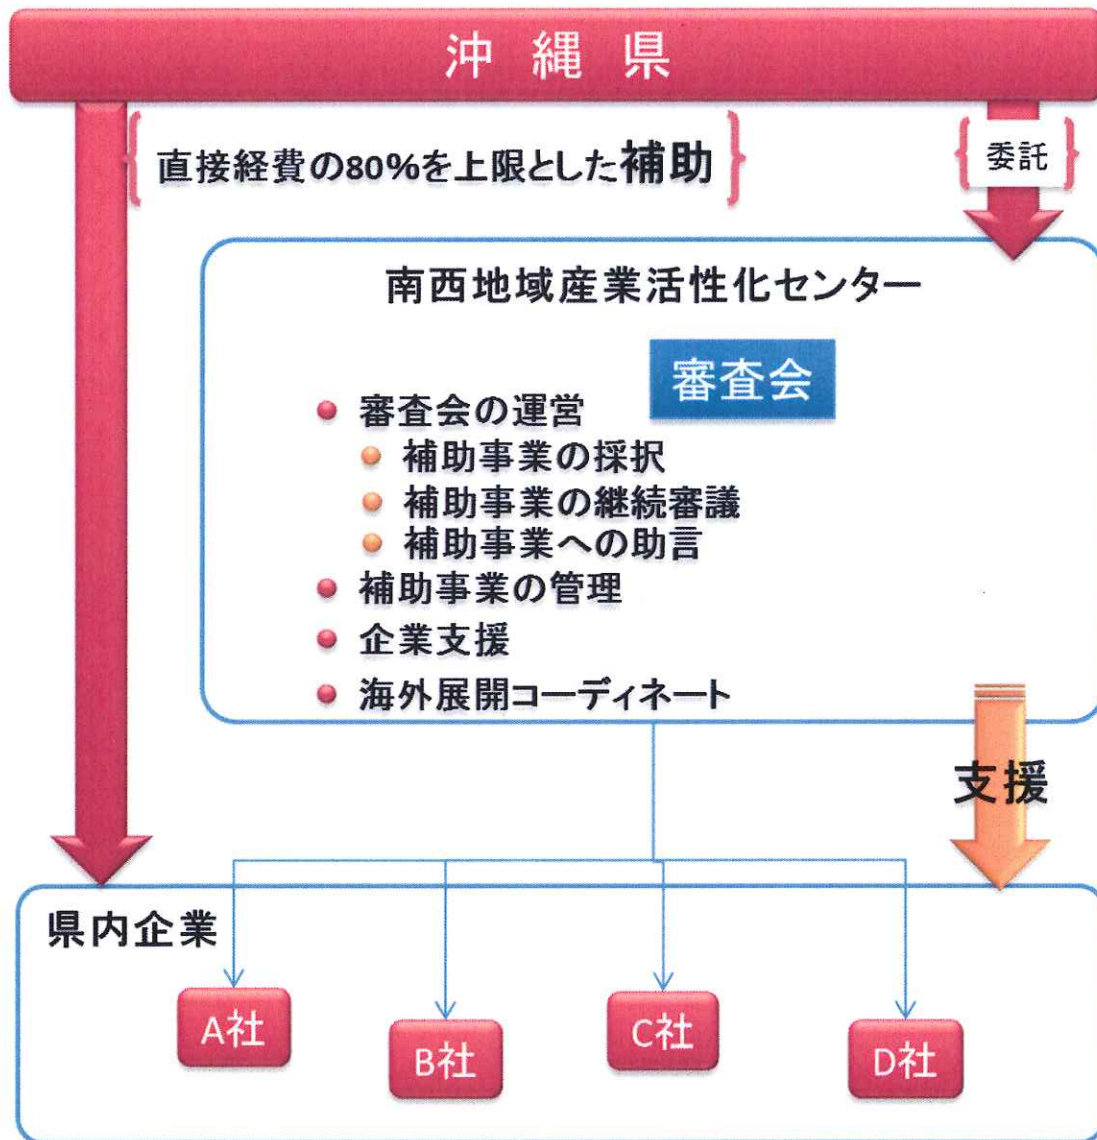 沖縄県
直接経費の80%を上限とした補助
委託
南西地域産業活性化センター
審査会
審査会の運営
補助事業の採択
補助事業の継続審議
補助事業への助言
補助事業の管理
企業支援
海外展開コーディネート
支援
県内企業
A社
B社
C社
D社